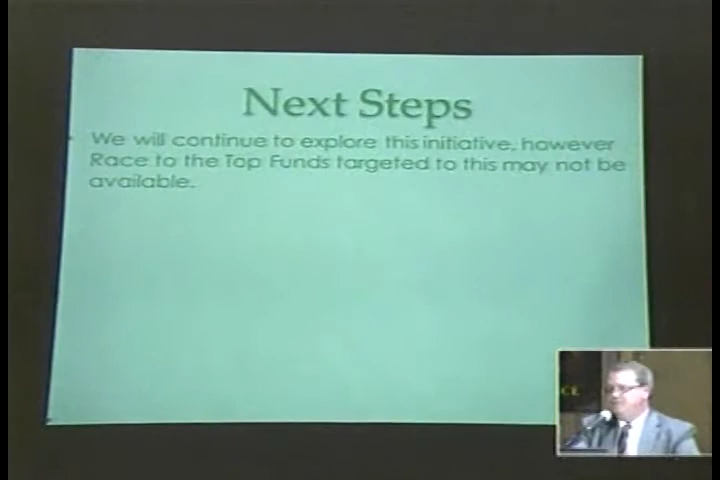 Next Steps
We will continue to explore this initiative, however
Race to the Top Funds targeted to this may not be
available.
CE